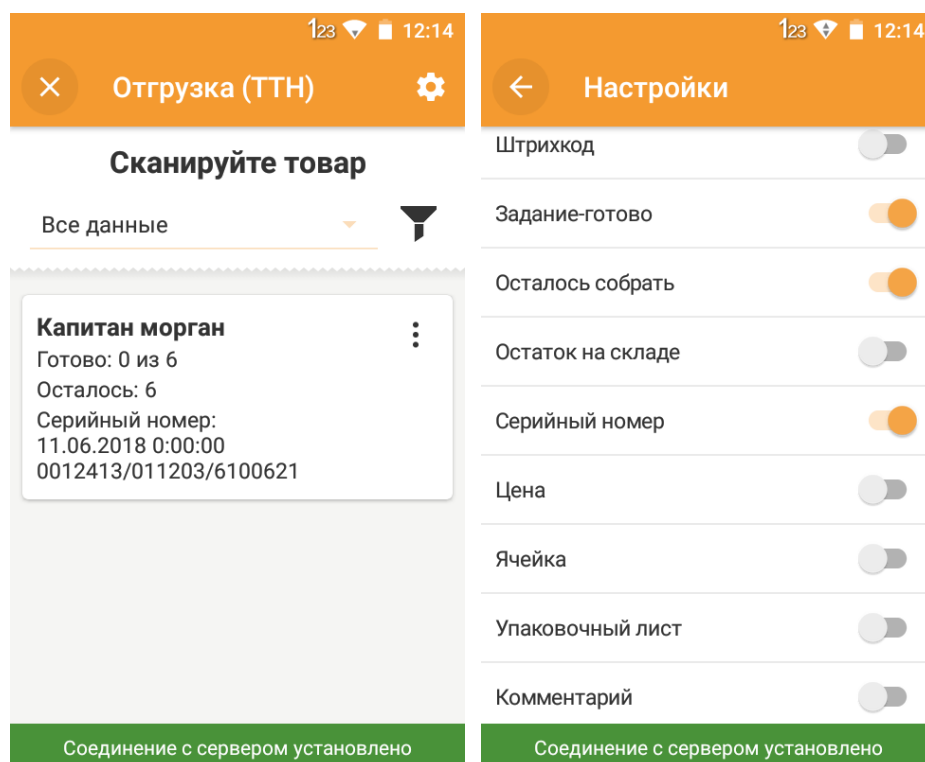 123 12:14
Отгрузка (ТТН)
Сканируйте товар
Все данные
Капитан морган
Готово: 0 из 6
Осталось: 6
Серийный номер:
11.06.2018 0:00:00
0012413/011203/6100621
Соединение с сервером установлено
123 12:14
Настройки
Штрихкод
Задание-готово
Осталось собрать
Остаток на складе
Серийный номер
Цена
Ячейка
Упаковочный лист
Комментарий
Соединение с сервером установлено